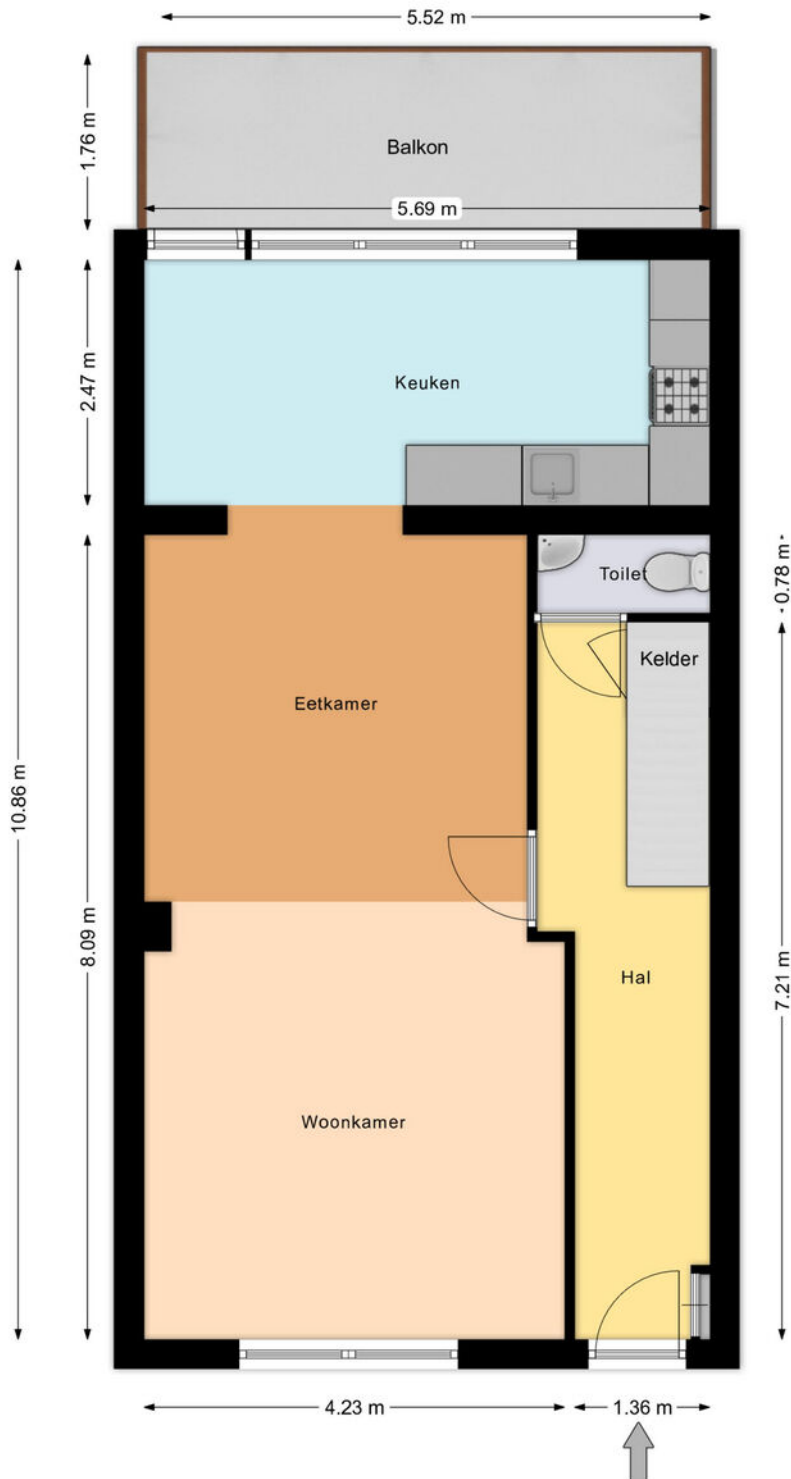 5.52 m
1.76 m
Balkon
5.69 m
2.47 m
Keuken
10.86 m
8.09 m
0.78 m
Toilet
Kelder
Eetkamer
Hal
7.21 m
Woonkamer
4.23 m
1.36 m